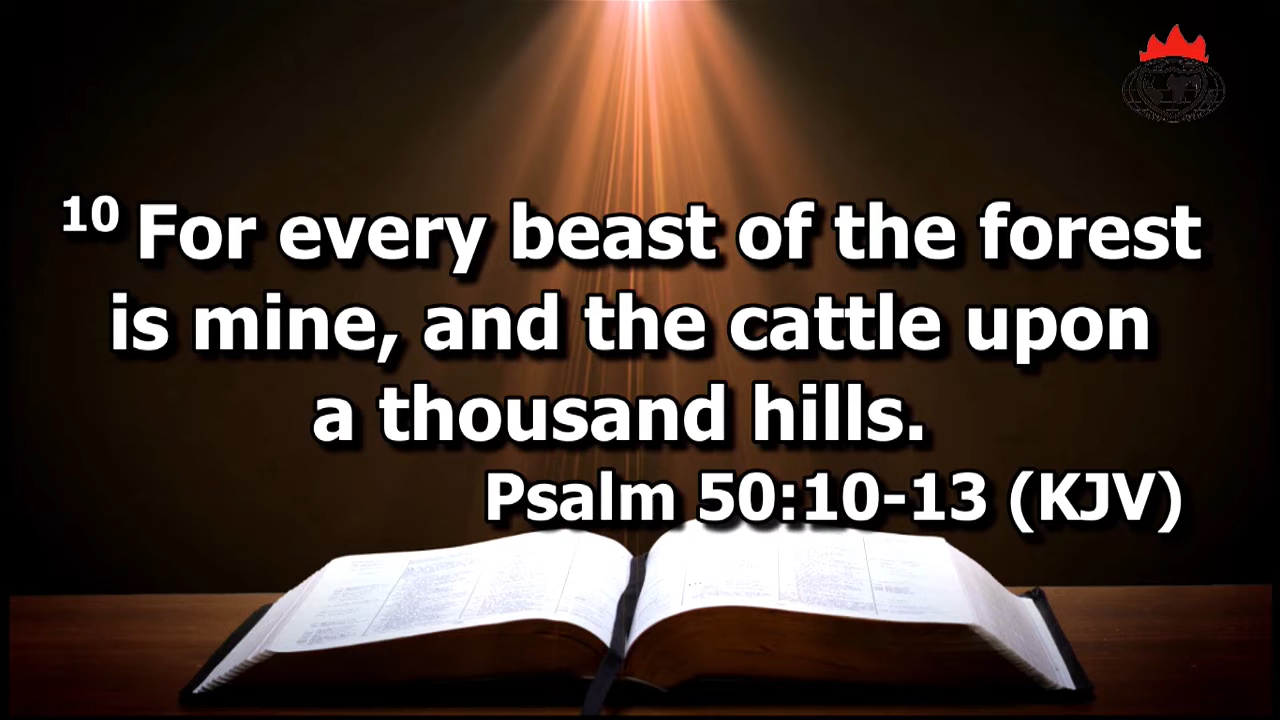 10 For every beast of the forest
is mine, and the cattle upon
a thousand hills.
Psalm 50:10-13 (KJV)